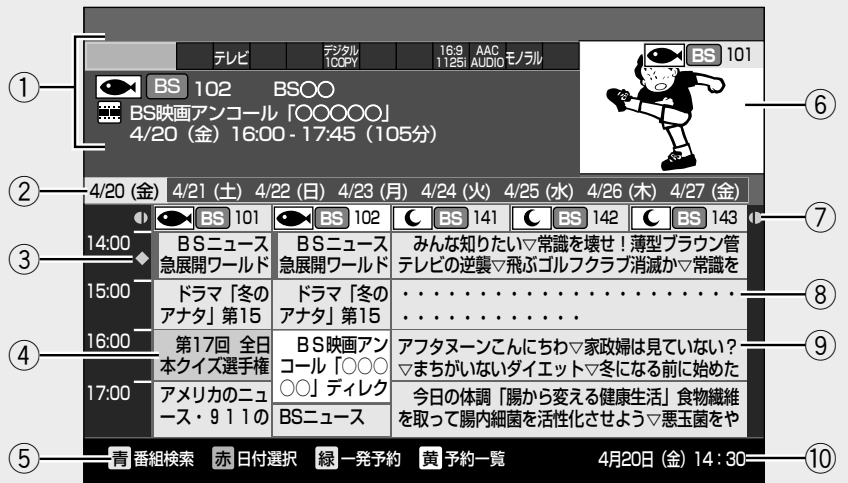 テレビ デジタル 1COPY 16:9 1125i AAC AUDIO モノラル
BS 101
① BS 102 BS○○
BS映画アンコール「○○○○○」
4/20（金）16:00 - 17:45（105分）
⑥
② 4/20 (金) 4/21 (土) 4/22 (日) 4/23 (月) 4/24 (火) 4/25 (水) 4/26 (木) 4/27 (金)
BS 101 BS 102 BS 141 BS 142 BS 143 ⑦
14:00 BSニュース BSニュース みんな知りたい▽常識を壊せ！薄型ブラウン管
③ 急展開ワールド 急展開ワールド テレビの逆襲▽飛ぶゴルフクラブ消滅か▽常識を
15:00 ドラマ「冬の ドラマ「冬の ・・・・・・・・・・・・・・・・・・・・・・・ ⑧
アナタ」第15 アナタ」第15 ・・・・・・・・・・・・
16:00 第17回 全日 BS映画アン アフタヌーンこんにちわ▽家政婦は見ていない？ ⑨
④ 本クイズ選手権 コール「○○○ ▽まちがいないダイエット▽冬になる前に始めた
17:00 アメリカのニュ ○○」ディレク 今日の体調「腸から変える健康生活」食物繊維
ース・９１１の BSニュース を取って腸内細菌を活性化させよう▽悪玉菌をや
⑤ 青 番組検索 赤 日付選択 緑 一発予約 黄 予約一覧 4月20日 (金) 14：30 ⑩